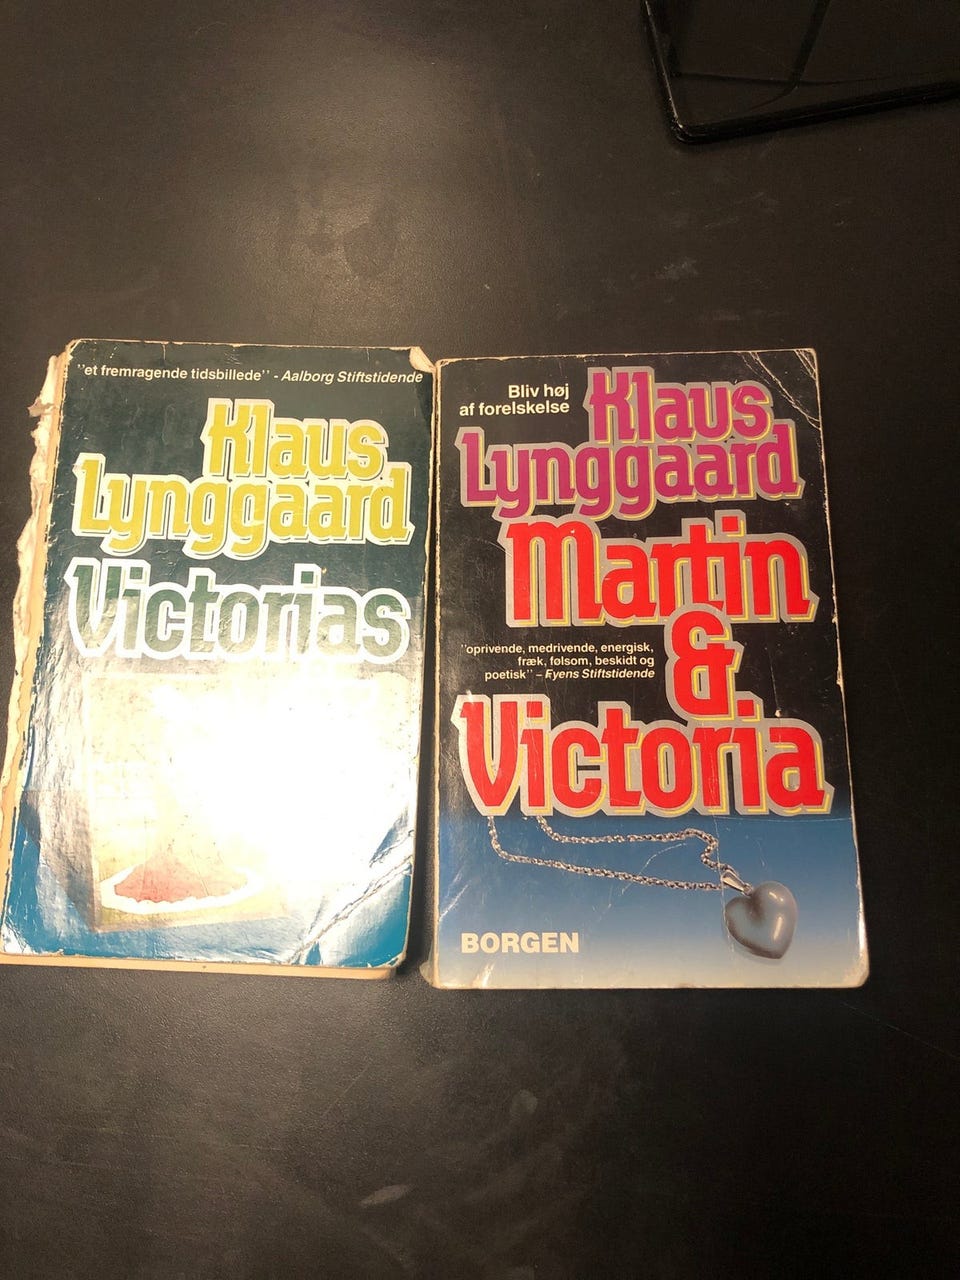 "et fremragende tidsbillede" - Aalborg Stiftstidende
Klaus
Lynggaard
Victorias
Bliv høj
af forelskelse
Klaus
Lynggaard
Martin
&
"oprivende, medrivende, energisk,
fræk, følsom, beskidt og
poetisk" – Fyens Stiftstidende
Victoria
BORGEN